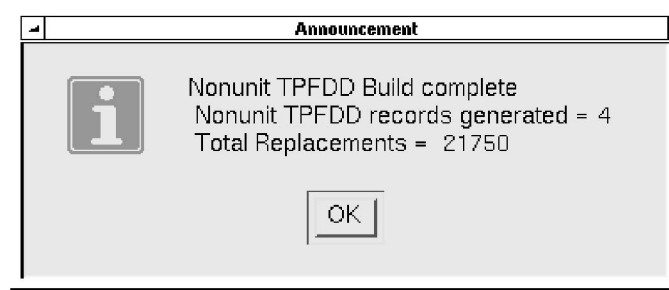 Announcement
Nonunit TPFDD Build complete
Nonunit TPFDD records generated = 4
Total Replacements = 21750
OK